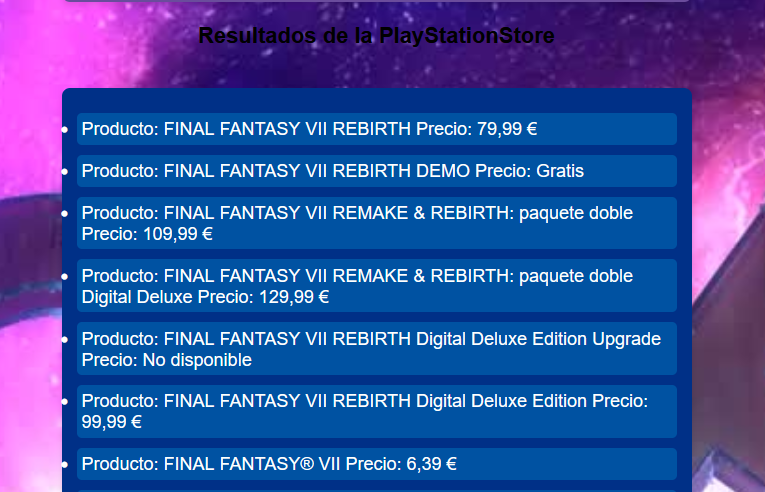 Resultados de la PlayStationStore
Producto: FINAL FANTASY VII REBIRTH Precio: 79,99 €
Producto: FINAL FANTASY VII REBIRTH DEMO Precio: Gratis
Producto: FINAL FANTASY VII REMAKE & REBIRTH: paquete doble
Precio: 109,99 €
Producto: FINAL FANTASY VII REMAKE & REBIRTH: paquete doble
Digital Deluxe Precio: 129,99 €
Producto: FINAL FANTASY VII REBIRTH Digital Deluxe Edition Upgrade
Precio: No disponible
Producto: FINAL FANTASY VII REBIRTH Digital Deluxe Edition Precio:
99,99 €
Producto: FINAL FANTASY® VII Precio: 6,39 €